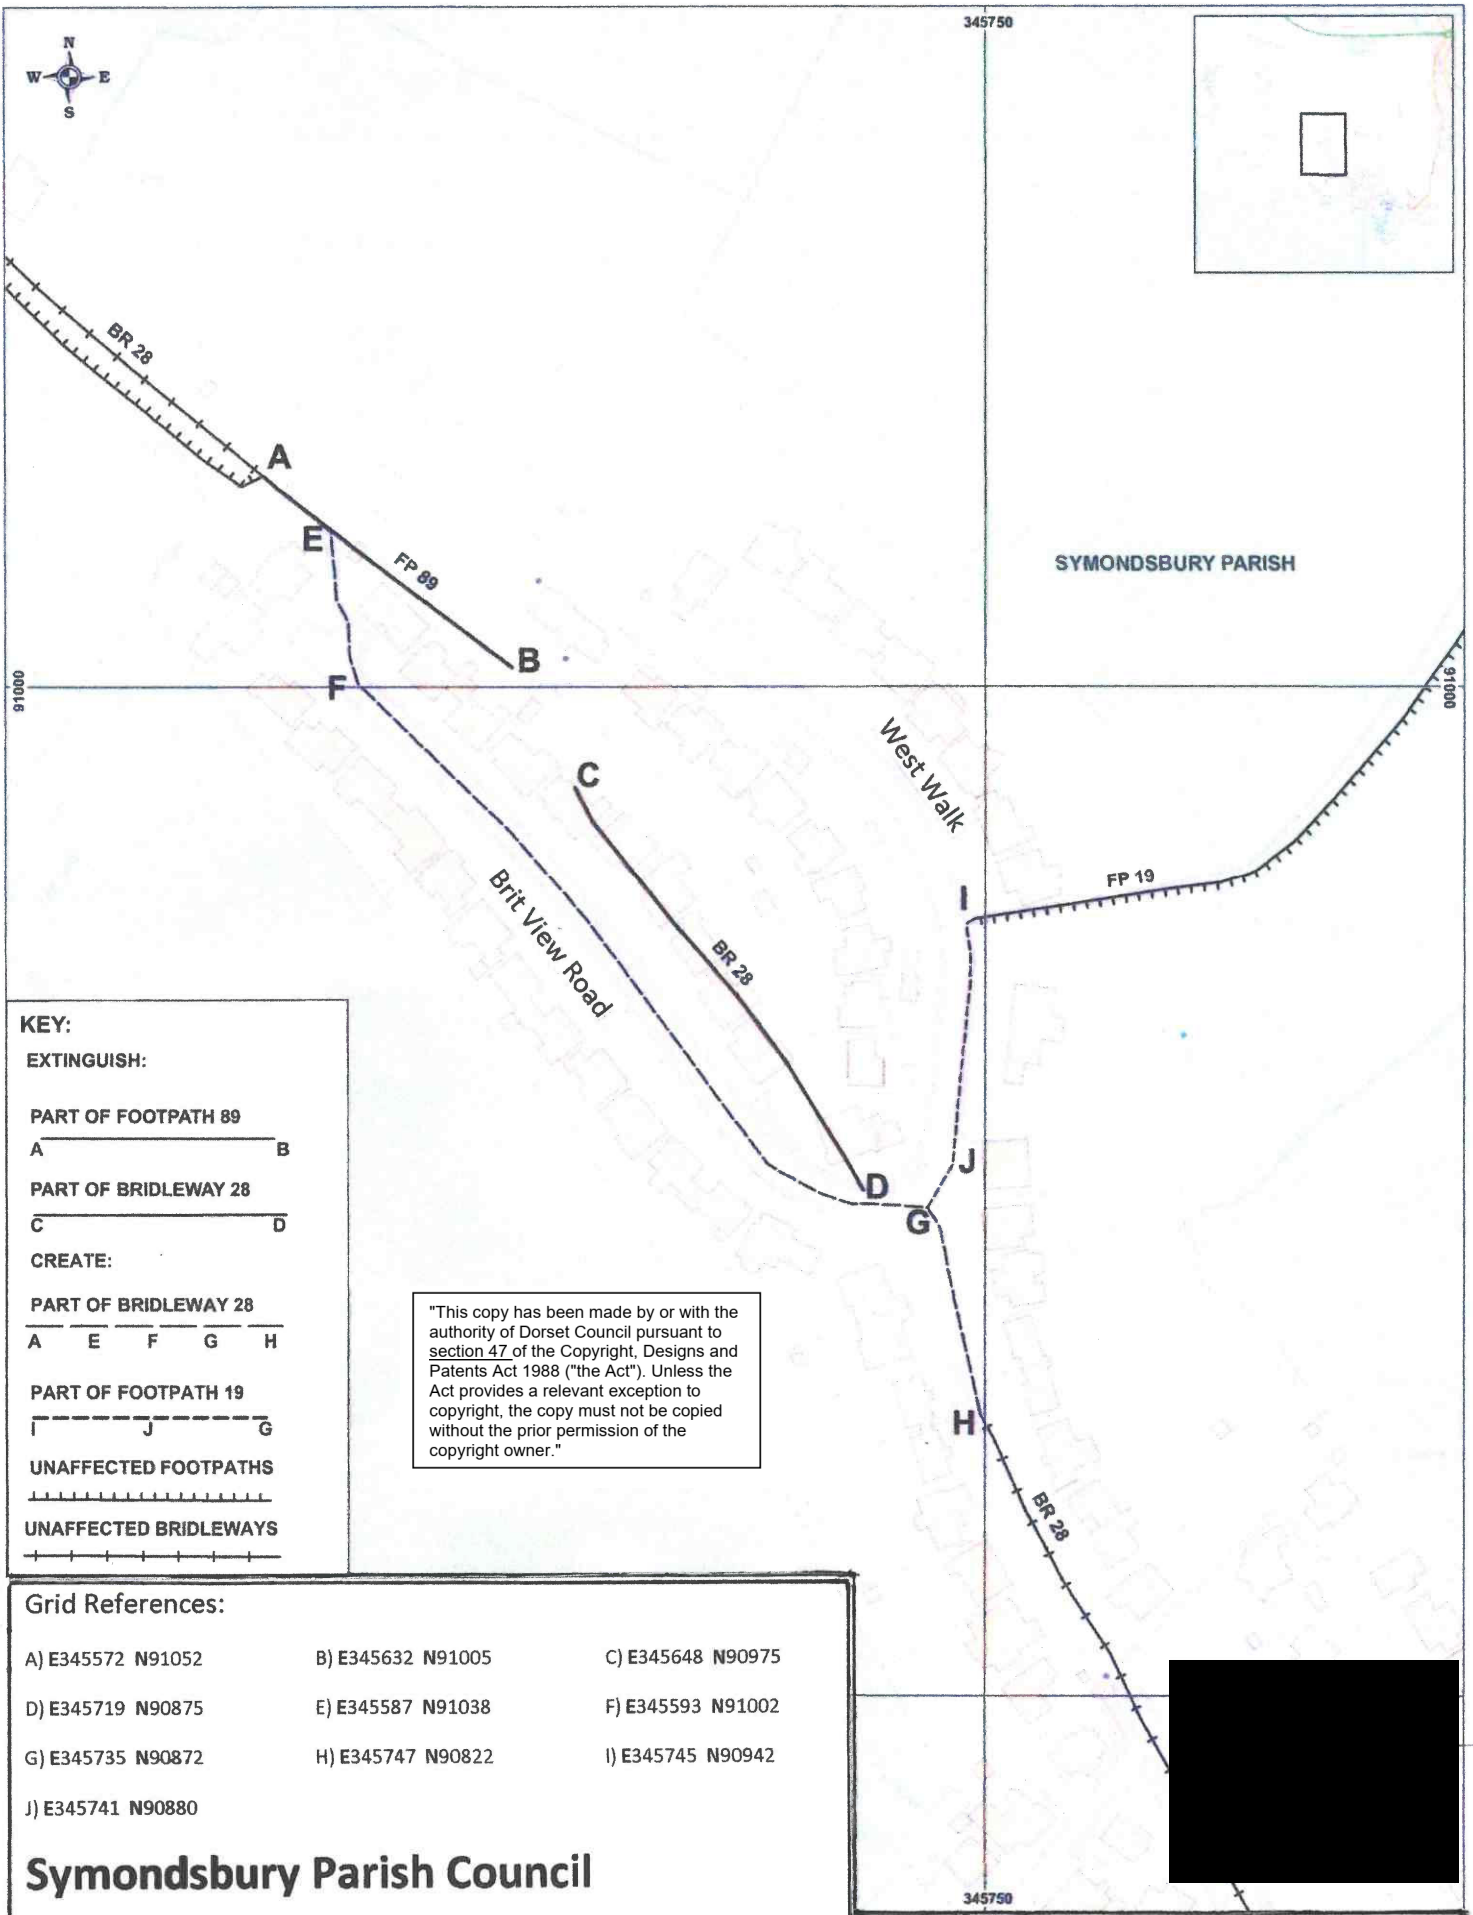 345750
N
W E
S
BR 28
A
E
FP 89
SYMONDSBURY PARISH
B
91000
F
91000
West Walk
C
FP 19
I
Brit View Road
BR 28
J
D
G
KEY:
EXTINGUISH:
PART OF FOOTPATH 89
A B
PART OF BRIDLEWAY 28
C D
CREATE:
PART OF BRIDLEWAY 28
A E F G H
PART OF FOOTPATH 19
I J G
UNAFFECTED FOOTPATHS
UNAFFECTED BRIDLEWAYS
"This copy has been made by or with the
authority of Dorset Council pursuant to
section 47 of the Copyright, Designs and
Patents Act 1988 ("the Act"). Unless the
Act provides a relevant exception to
copyright, the copy must not be copied
without the prior permission of the
copyright owner."
H
BR 28
Grid References:
A) E345572 N91052 B) E345632 N91005 C) E345648 N90975
D) E345719 N90875 E) E345587 N91038 F) E345593 N91002
G) E345735 N90872 H) E345747 N90822 I) E345745 N90942
J) E345741 N90880
Symondsbury Parish Council
345750